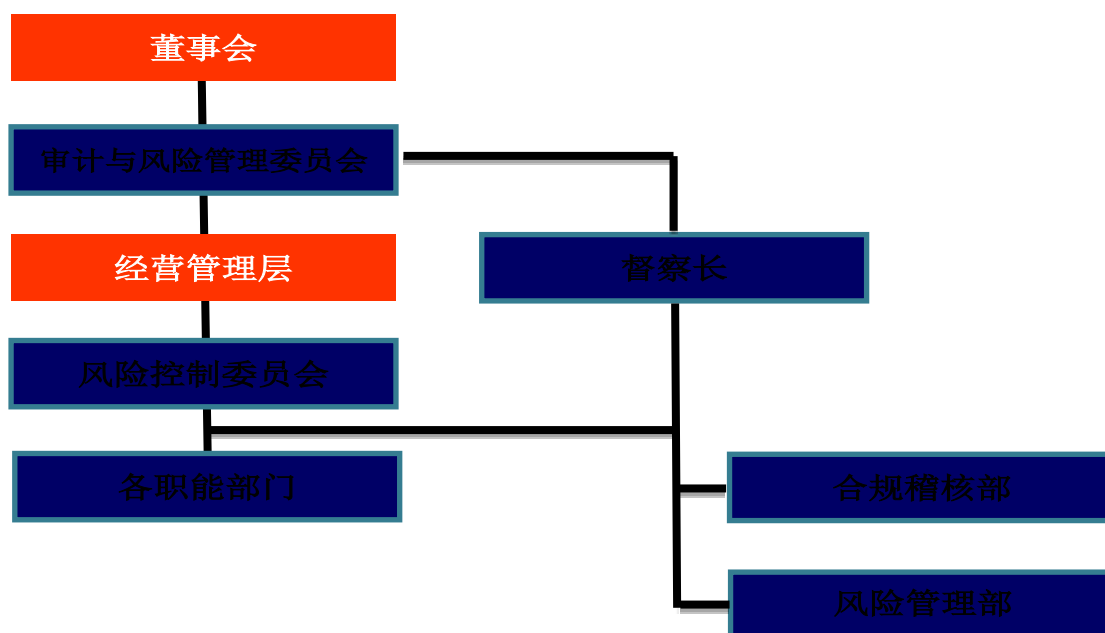 董事会
审计与风险管理委员会
经营管理层
督察长
风险控制委员会
各职能部门
合规稽核部
风险管理部